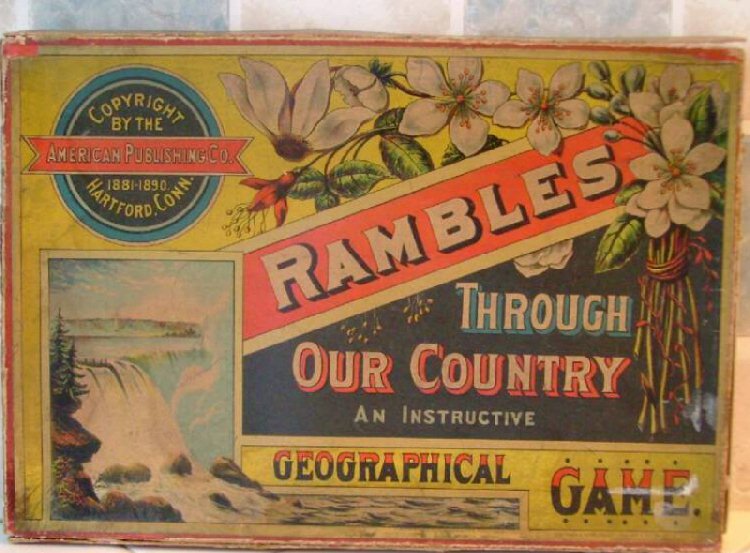 COPYRIGHT
BY THE
AMERICAN PUBLISHING CO.
1881-1890.
HARTFORD, CONN.
RAMBLES
THROUGH
OUR COUNTRY
AN INSTRUCTIVE
GEOGRAPHICAL
GAME.